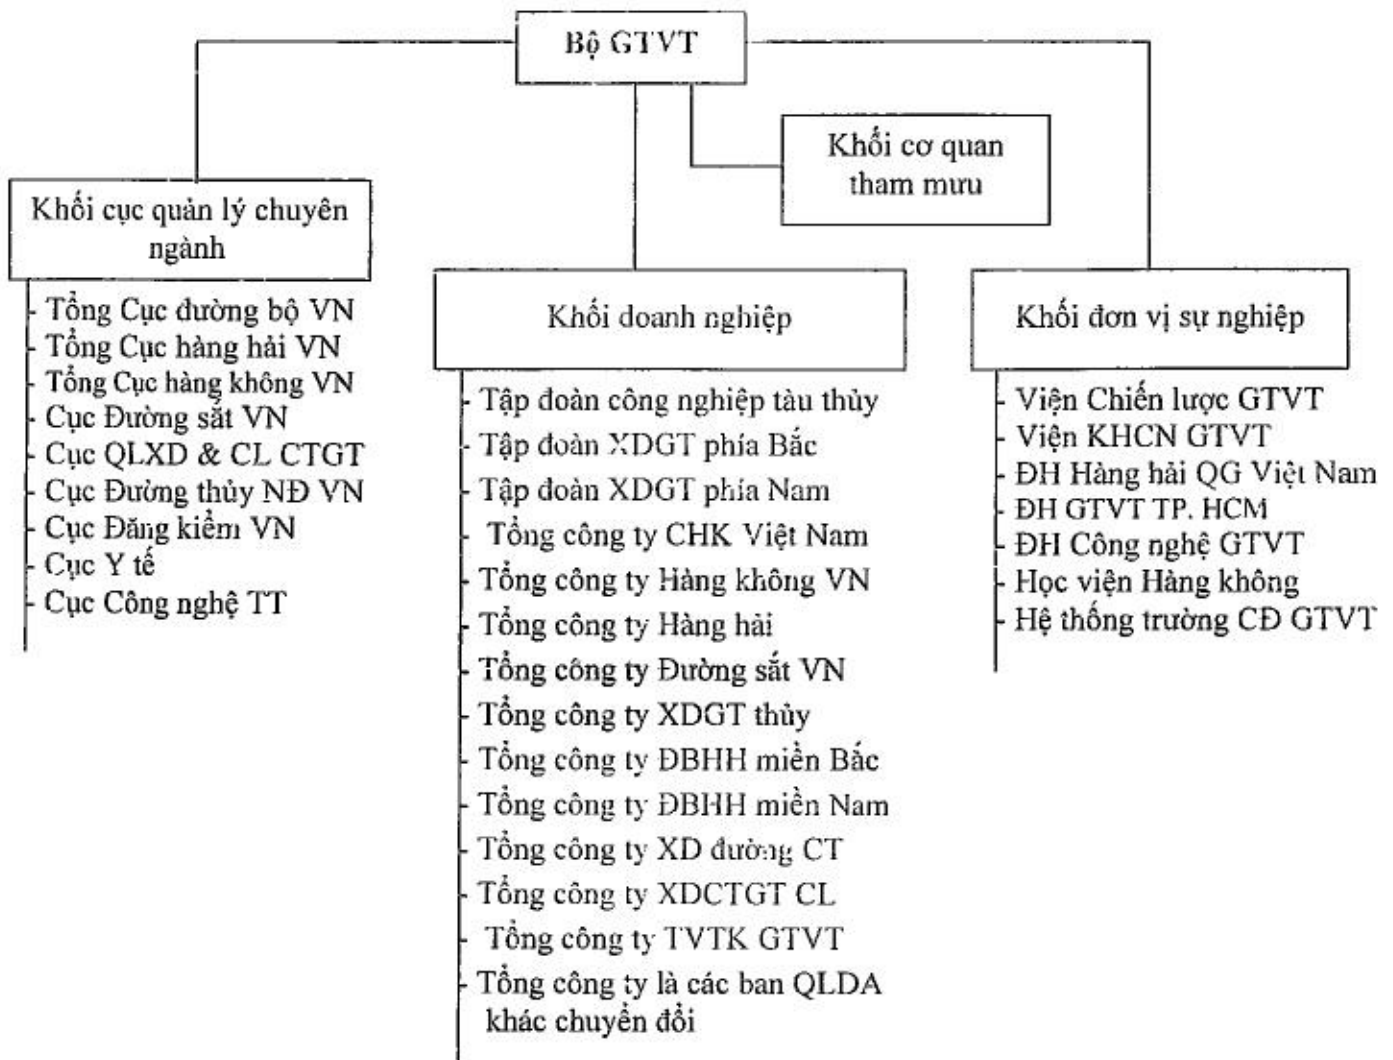 Bộ GTVT
Khối cơ quan
tham mưu
Khối cục quản lý chuyên
ngành
- Tổng Cục đường bộ VN
- Tổng Cục hàng hải VN
- Tổng Cục hàng không VN
- Cục Đường sắt VN
- Cục QLXD & CL CTGT
- Cục Đường thủy NĐ VN
- Cục Đăng kiểm VN
- Cục Y tế
- Cục Công nghệ TT
Khối doanh nghiệp
- Tập đoàn công nghiệp tàu thủy
- Tập đoàn XDGT phía Bắc
- Tập đoàn XDGT phía Nam
- Tổng công ty CHK Việt Nam
- Tổng công ty Hàng không VN
- Tổng công ty Hàng hải
- Tổng công ty Đường sắt VN
- Tổng công ty XDGT thủy
- Tổng công ty ĐBHH miền Bắc
- Tổng công ty ĐBHH miền Nam
- Tổng công ty XD đường CT
- Tổng công ty XDCTGT CL
- Tổng công ty TVTK GTVT
- Tổng công ty là các ban QLDA
khác chuyển đổi
Khối đơn vị sự nghiệp
- Viện Chiến lược GTVT
- Viện KHCN GTVT
- ĐH Hàng hải QG Việt Nam
- ĐH GTVT TP. HCM
- ĐH Công nghệ GTVT
- Học viện Hàng không
- Hệ thống trường CĐ GTVT